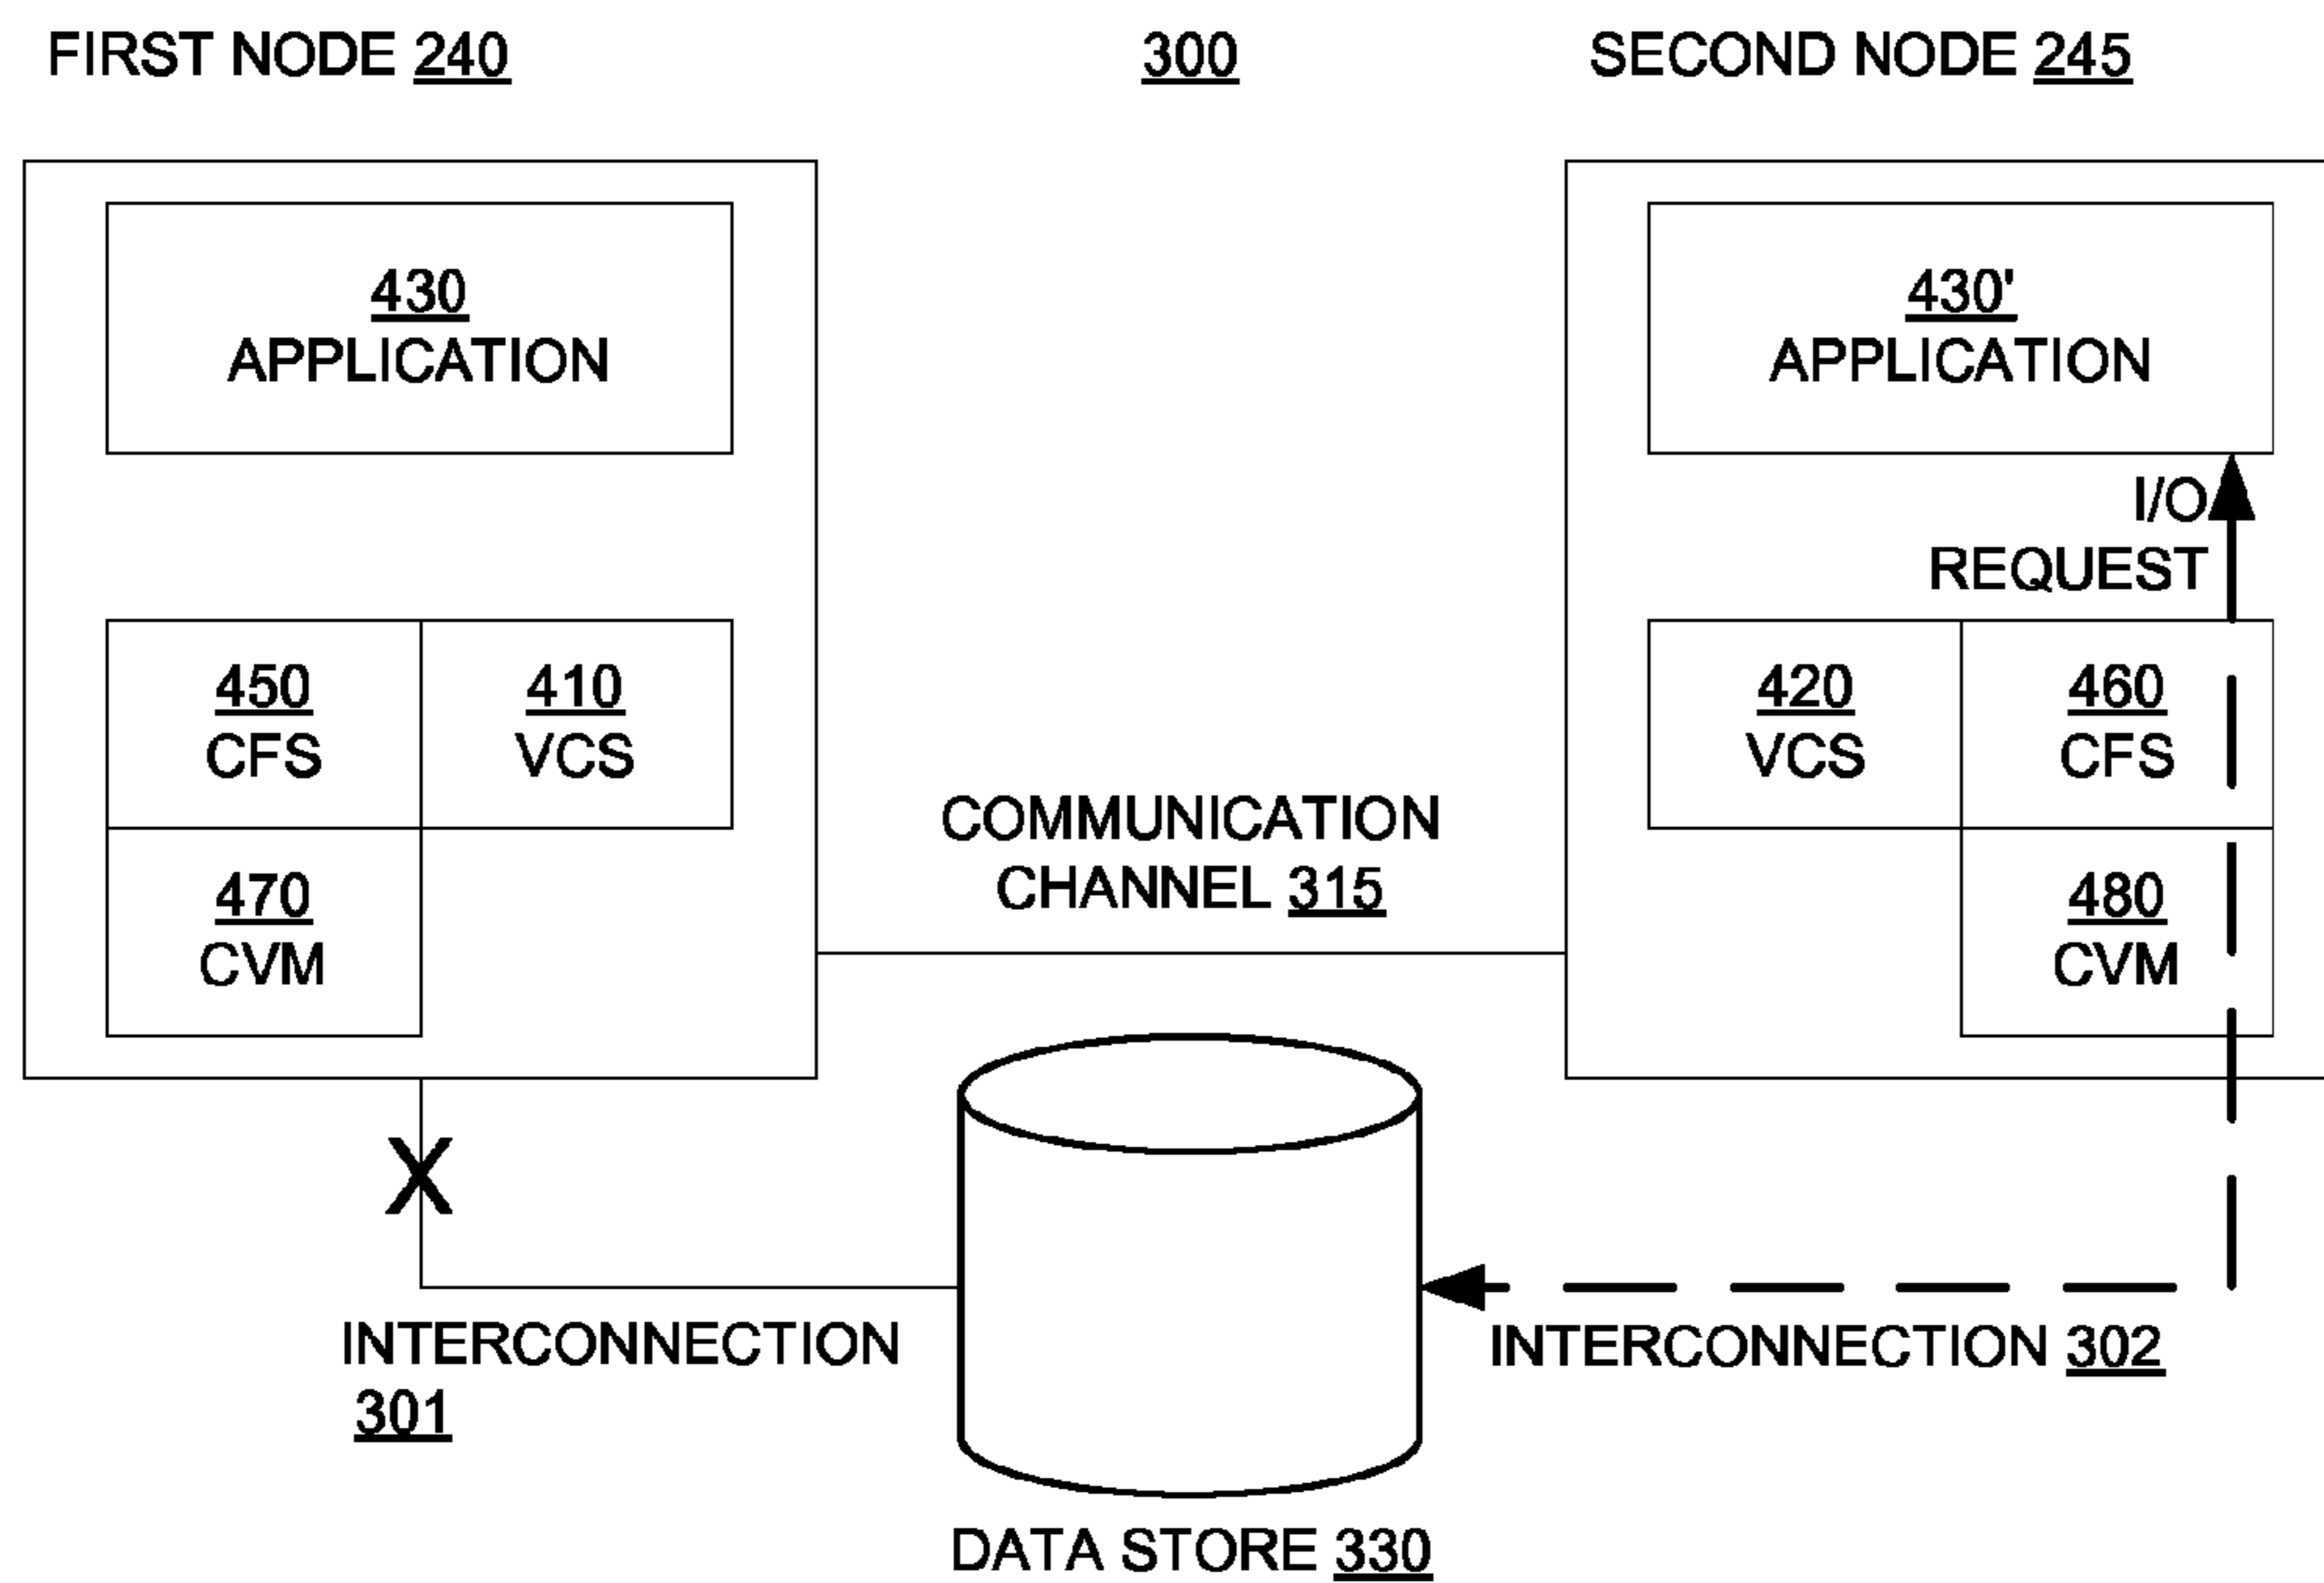 FIRST NODE 240
300
SECOND NODE 245
430
APPLICATION
430'
APPLICATION
I/O
REQUEST
450
CFS
410
VCS
420
VCS
460
CFS
COMMUNICATION
CHANNEL 315
470
CVM
480
CVM
X
INTERCONNECTION
301
INTERCONNECTION 302
DATA STORE 330